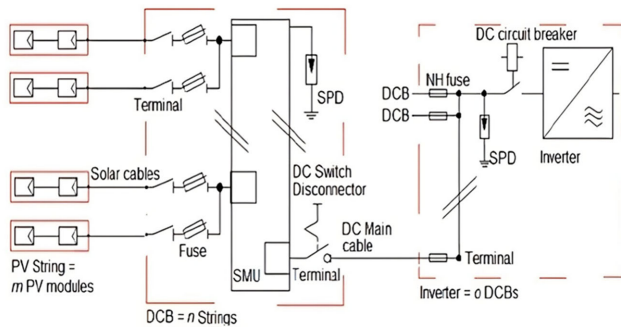 DC circuit breaker
NH fuse
DCB
DCB
SPD
Terminal
SPD
Inverter
Solar cables
DC Switch
Disconnector
DC Main
cable
Fuse
SMU
Terminal
Terminal
PV String =
m PV modules
DCB = n Strings
Inverter = o DCBs